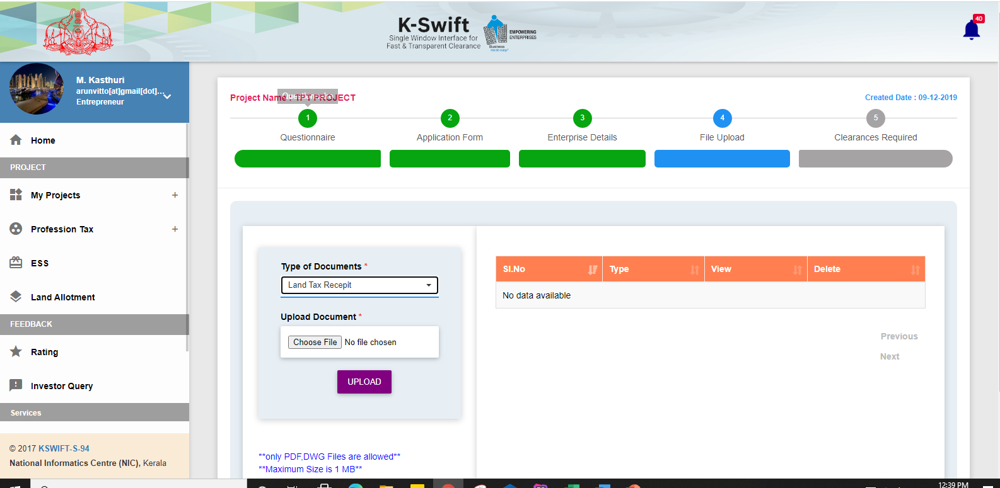 K-Swift
Single Window Interface for
Fast & Transparent Clearance
EMPOWERING
ENTERPRISES
Business
made easy!
40
M. Kasthuri
arunvitto[at]gmail[dot]...
Entrepreneur
Home
PROJECT
My Projects +
Profession Tax +
ESS
Land Allotment
FEEDBACK
Rating
Investor Query
Services
© 2017 KSWIFT-S-94
National Informatics Centre (NIC), Kerala
Project Name : TPT PROJECT
Created Date : 09-12-2019
1 2 3 4 5
Questionnaire Application Form Enterprise Details File Upload Clearances Required
Type of Documents *
Land Tax Recepit
Upload Document *
Choose File No file chosen
UPLOAD
**only PDF,DWG Files are allowed**
**Maximum Size is 1 MB**
Sl.No Type View Delete
No data available
Previous
Next
12:39 PM